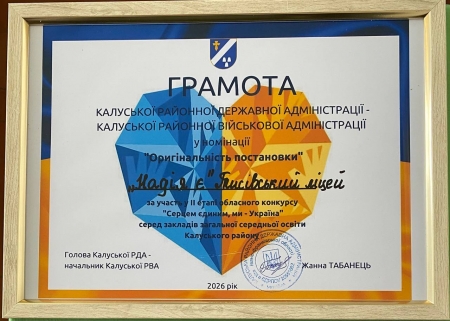 ГРАМОТА
КАЛУСЬКОЇ РАЙОННОЇ ДЕРЖАВНОЇ АДМІНІСТРАЦІЇ -
КАЛУСЬКОЇ РАЙОННОЇ ВІЙСЬКОВОЇ АДМІНІСТРАЦІЇ
у номінації
"Оригінальність постановки"
„Надія є" ліцей
за участь у ІІ етапі обласного конкурсу
"Серцем єдиним, ми - Україна"
серед закладів загальної середньої освіти
Калуського району
Голова Калуської РДА -
начальник Калуської РВА
Жанна ТАБАНЕЦЬ
2026 рік